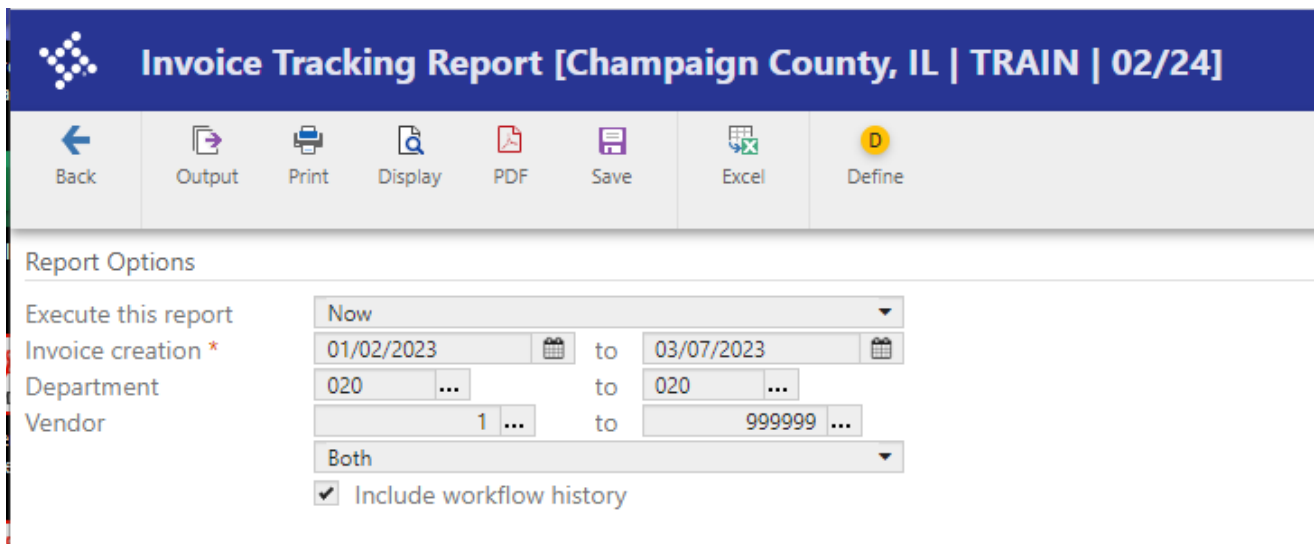 Invoice Tracking Report [Champaign County, IL | TRAIN | 02/24]
Back Output Print Display PDF Save Excel D Define
Report Options
Execute this report Now
Invoice creation * 01/02/2023 to 03/07/2023
Department 020 ... to 020 ...
Vendor 1 ... to 999999 ...
Both
Include workflow history